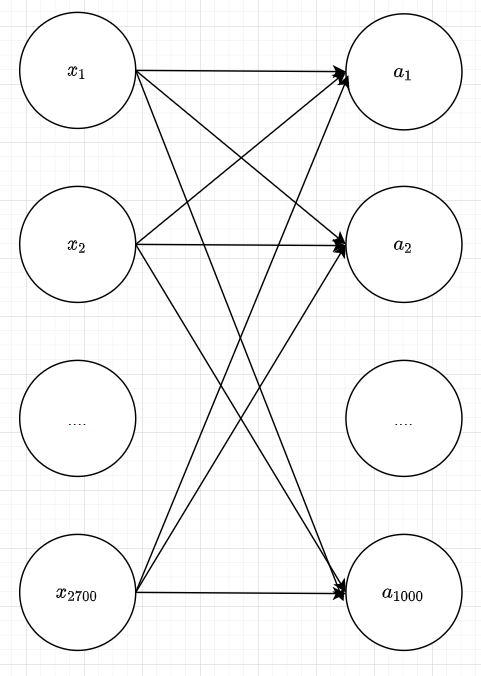 x₁ a₁
x₂ a₂
.... ....
x₂₇₀₀ a₁₀₀₀